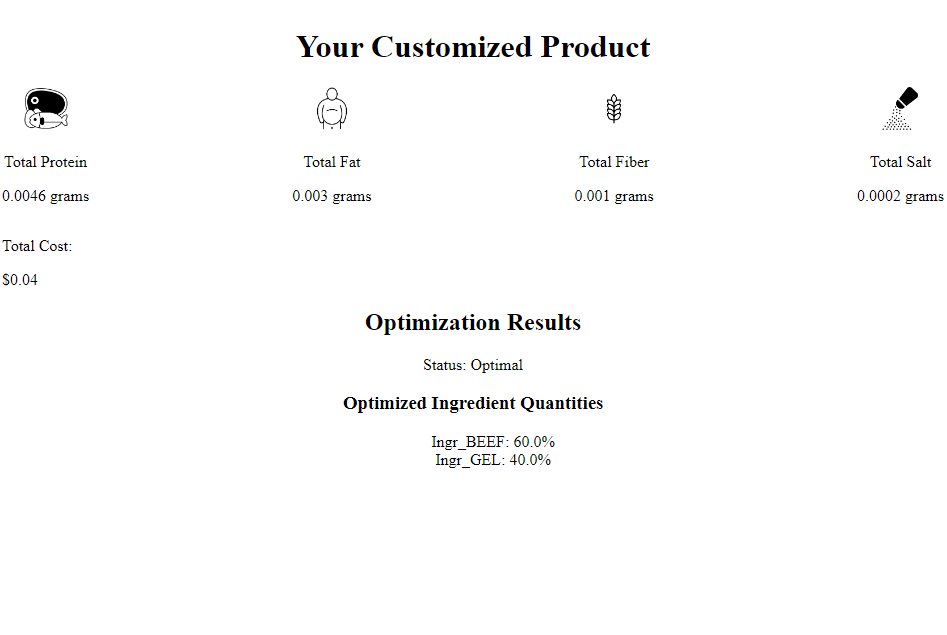 Your Customized Product
Total Protein
Total Fat
Total Fiber
Total Salt
0.0046 grams
0.003 grams
0.001 grams
0.0002 grams
Total Cost:
$0.04
Optimization Results
Status: Optimal
Optimized Ingredient Quantities
Ingr_BEEF: 60.0%
Ingr_GEL: 40.0%